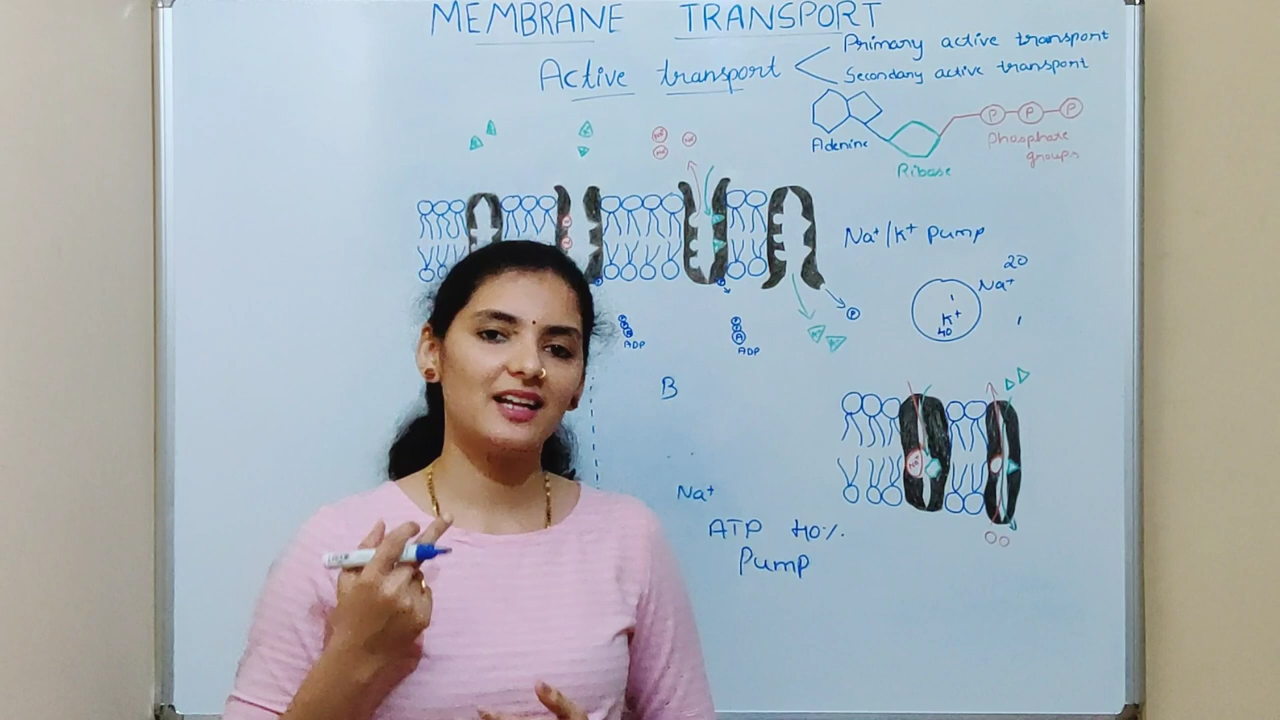 MEMBRANE TRANSPORT
Active transport
Primary active transport
Secondary active transport
Adenine
Ribose
P P P
Phosphate
groups
Na⁺/K⁺ Pump
20
Na⁺
K⁺
40
P
ADP
ADP
B
Na⁺
Na⁺
ATP 40%
Pump